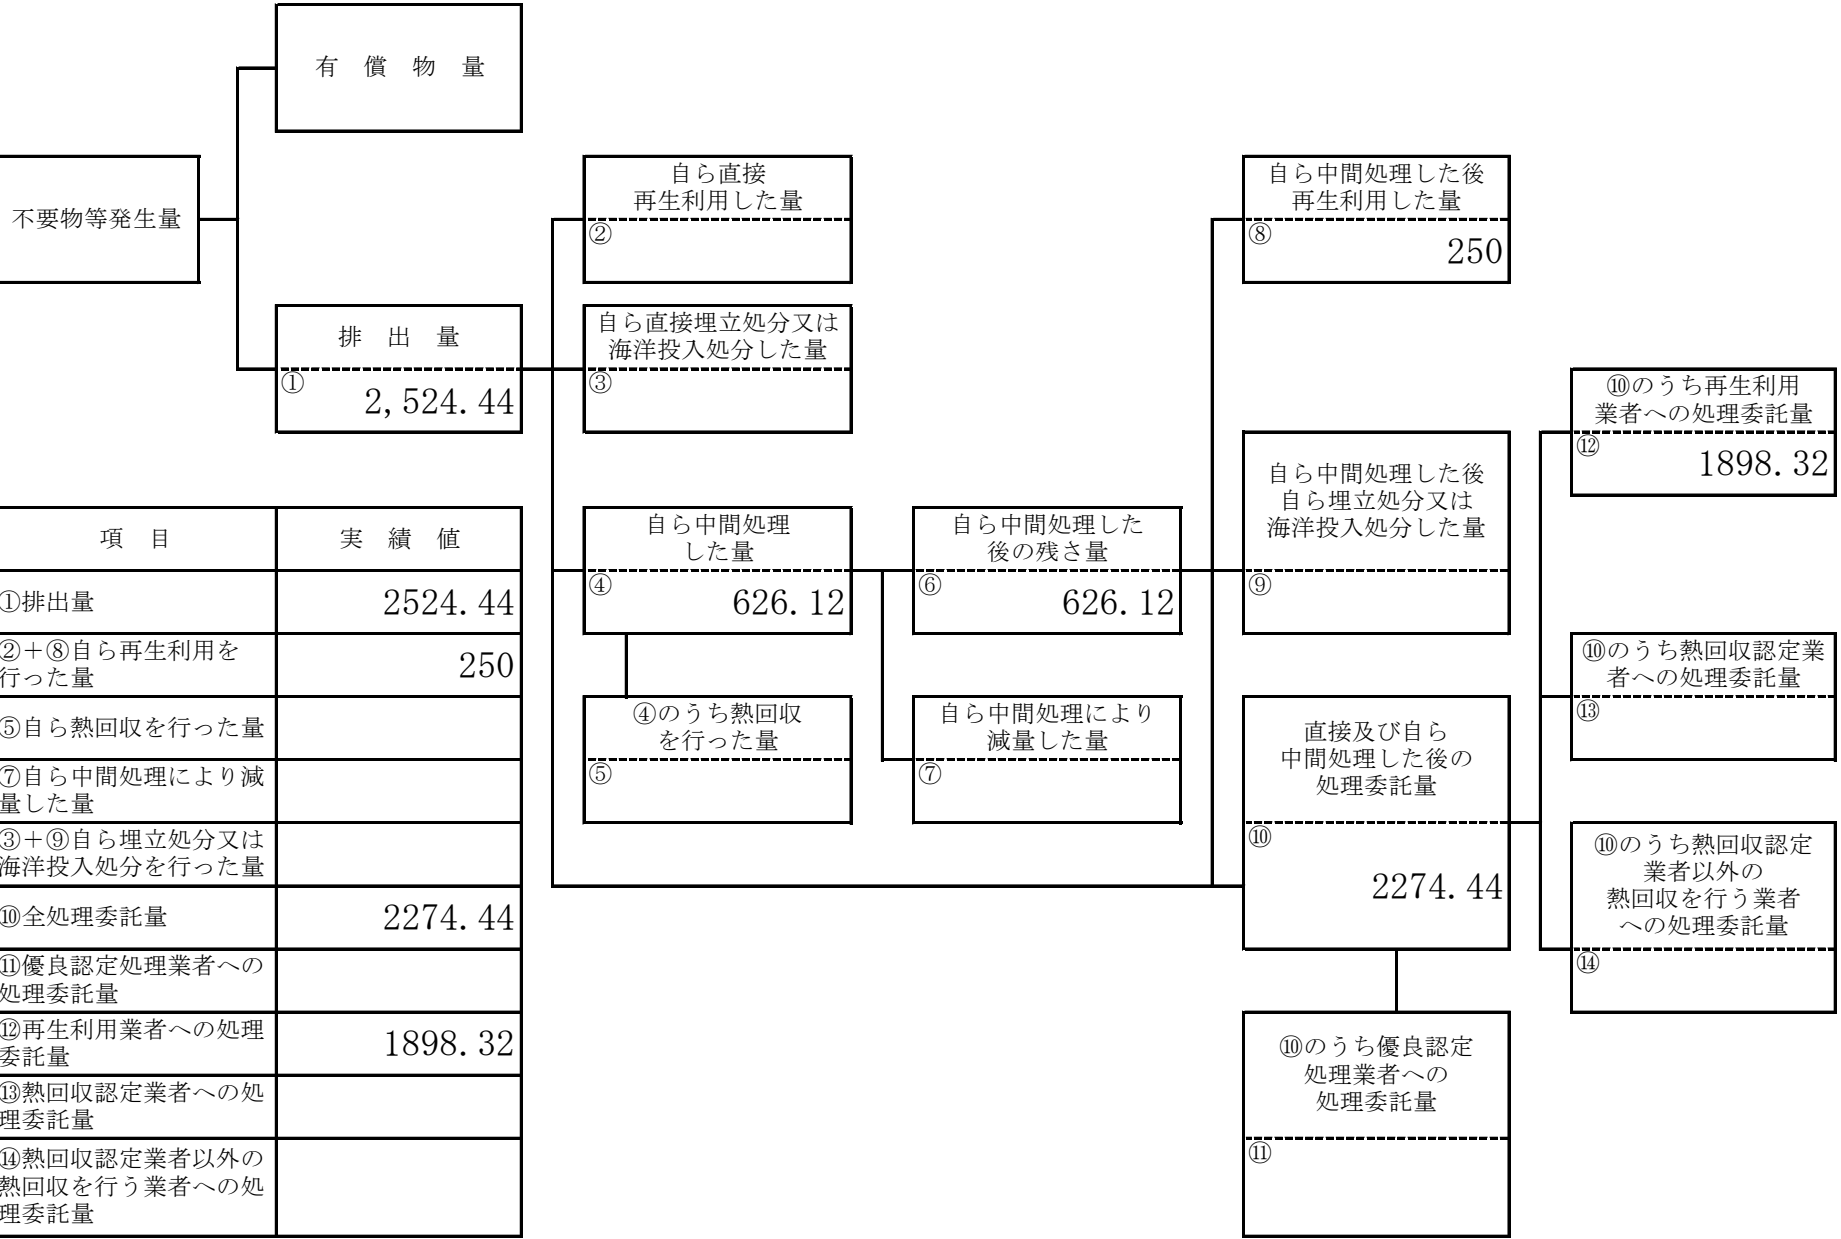 有 償 物 量
不要物等発生量
排 出 量
①
2,524.44
自ら直接
再生利用した量
②
自ら直接埋立処分又は
海洋投入処分した量
③
自ら中間処理
した量
④
626.12
④のうち熱回収
を行った量
⑤
自ら中間処理した
後の残さ量
⑥
626.12
自ら中間処理により
減量した量
⑦
自ら中間処理した後
再生利用した量
⑧
250
自ら中間処理した後
自ら埋立処分又は
海洋投入処分した量
⑨
直接及び自ら
中間処理した後の
処理委託量
⑩
2274.44
⑩のうち優良認定
処理業者への
処理委託量
⑪
⑩のうち再生利用
業者への処理委託量
⑫
1898.32
⑩のうち熱回収認定業
者への処理委託量
⑬
⑩のうち熱回収認定
業者以外の
熱回収を行う業者
への処理委託量
⑭
項 目 実 績 値
①排出量 2524.44
②＋⑧自ら再生利用を
行った量 250
⑤自ら熱回収を行った量
⑦自ら中間処理により減
量した量
③＋⑨自ら埋立処分又は
海洋投入処分を行った量
⑩全処理委託量 2274.44
⑪優良認定処理業者への
処理委託量
⑫再生利用業者への処理
委託量 1898.32
⑬熱回収認定業者への処
理委託量
⑭熱回収認定業者以外の
熱回収を行う業者への処
理委託量